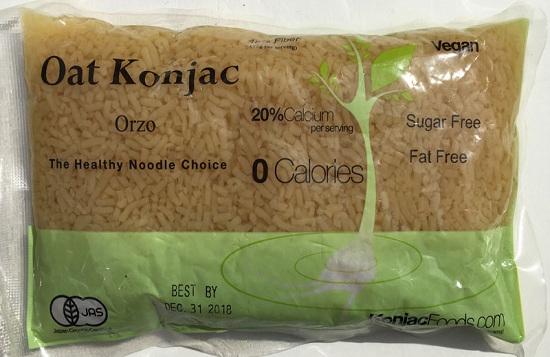 Fiber
Vegan
Oat Konjac
20% Calcium
per serving
Orzo
Sugar Free
Fat Free
The Healthy Noodle Choice
0 Calories
BEST BY
DEC. 31 2018
JAS
KonjacFoods.com